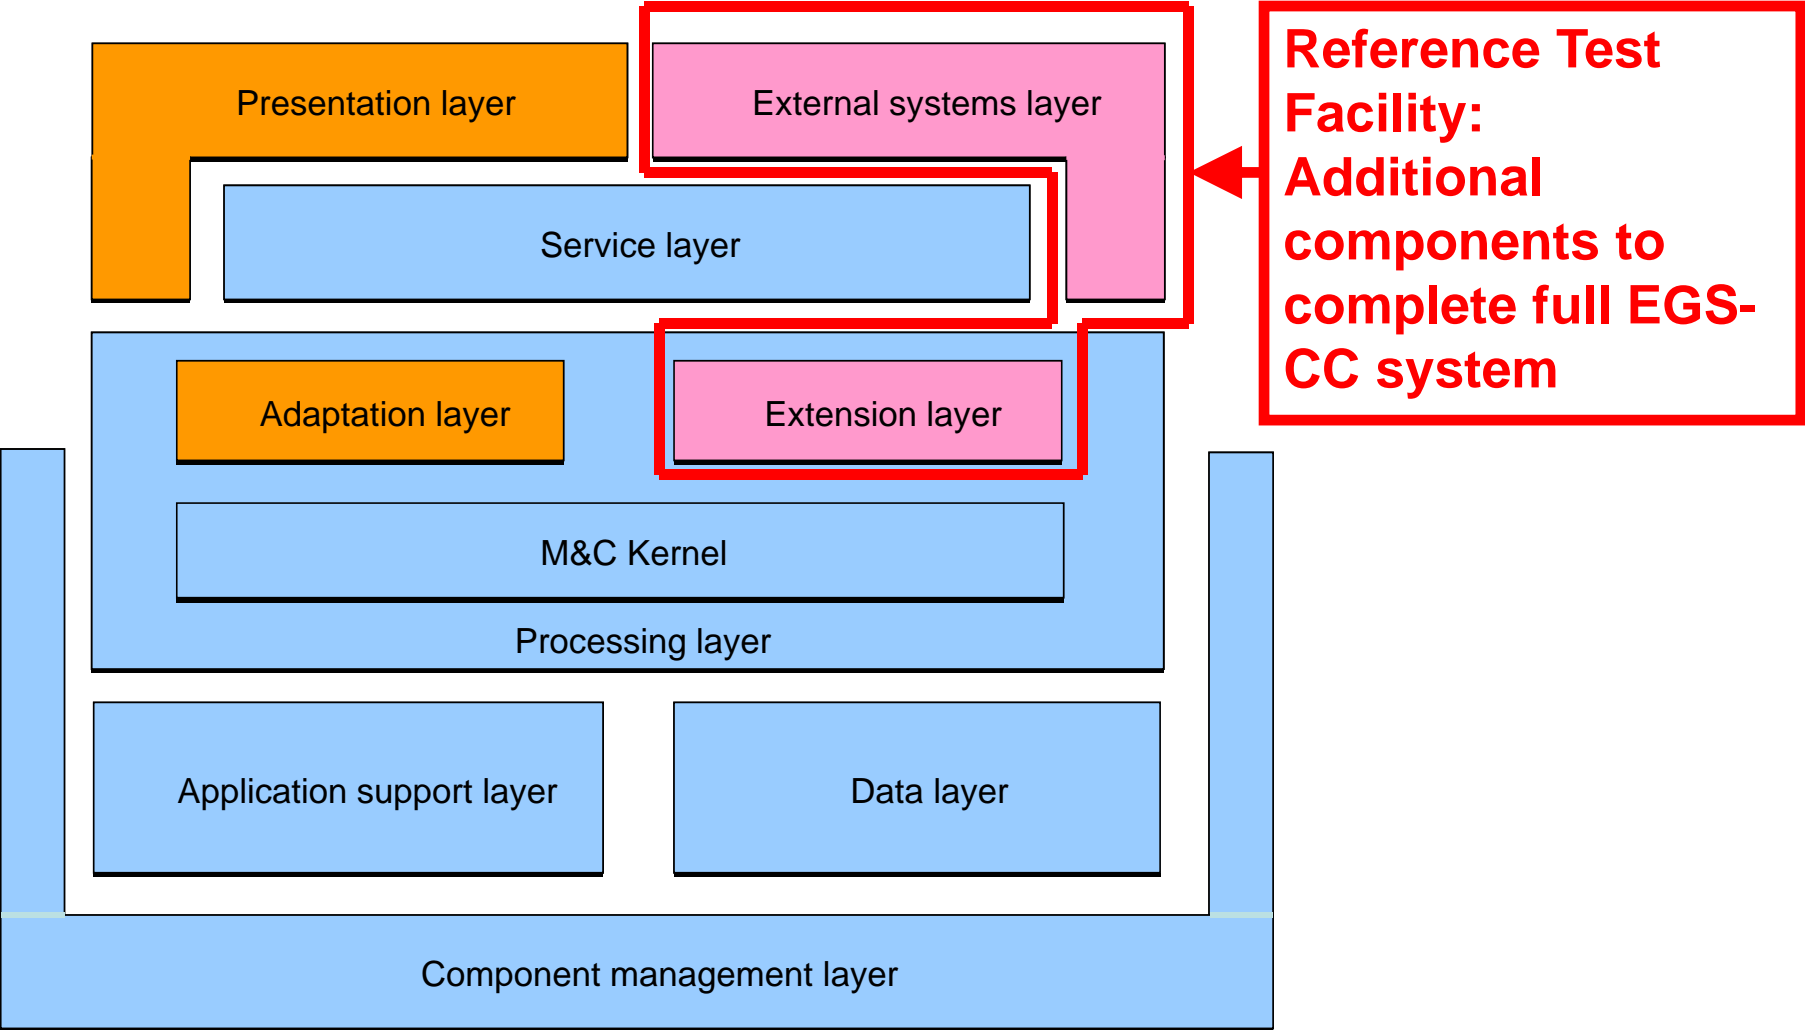 Presentation layer
External systems layer
Reference Test
Facility:
Additional
components to
complete full EGS-
CC system
Service layer
Adaptation layer
Extension layer
M&C Kernel
Processing layer
Application support layer
Data layer
Component management layer